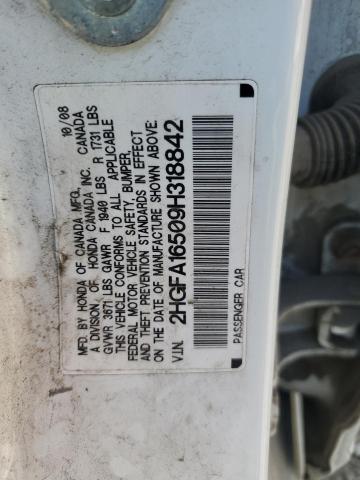 MFD. BY HONDA OF CANADA MFG., 10/08
A DIVISION OF HONDA CANADA INC. CANADA
GVWR 3671 LBS GAWR F 1940 LBS R 1731 LBS
THIS VEHICLE CONFORMS TO ALL APPLICABLE
FEDERAL MOTOR VEHICLE SAFETY, BUMPER,
AND THEFT PREVENTION STANDARDS IN EFFECT
ON THE DATE OF MANUFACTURE SHOWN ABOVE.
V.I.N. 2HGFA16509H318842
PASSENGER CAR